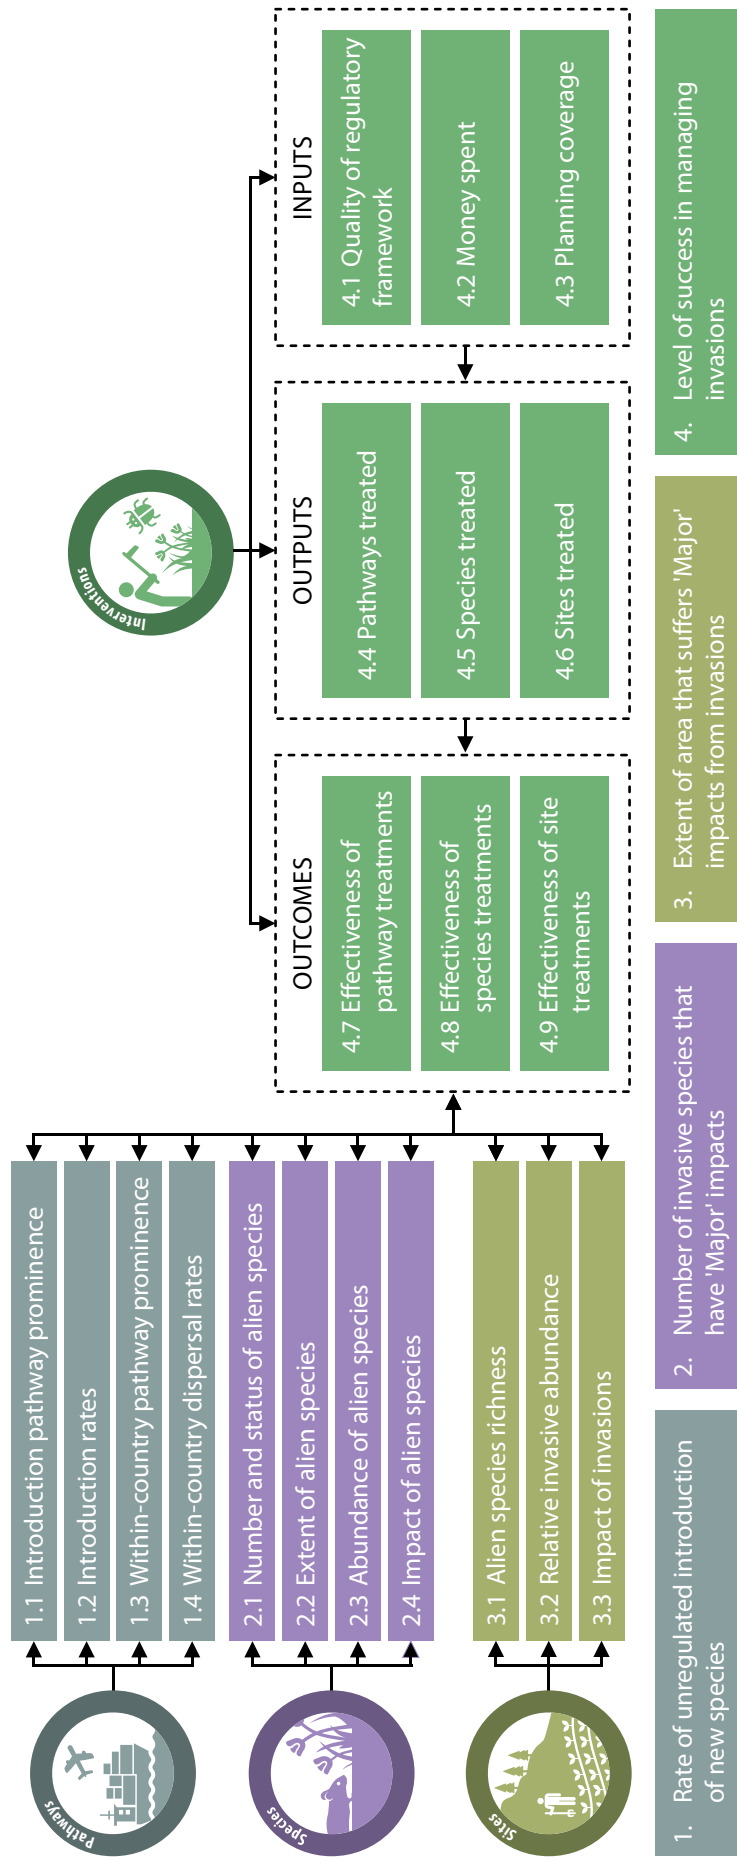 Pathways
1.1 Introduction pathway prominence
1.2 Introduction rates
1.3 Within-country pathway prominence
1.4 Within-country dispersal rates
Species
2.1 Number and status of alien species
2.2 Extent of alien species
2.3 Abundance of alien species
2.4 Impact of alien species
Sites
3.1 Alien species richness
3.2 Relative invasive abundance
3.3 Impact of invasions
Interventions
OUTCOMES
4.7 Effectiveness of
pathway treatments
4.8 Effectiveness of
species treatments
4.9 Effectiveness of site
treatments
OUTPUTS
4.4 Pathways treated
4.5 Species treated
4.6 Sites treated
INPUTS
4.1 Quality of regulatory
framework
4.2 Money spent
4.3 Planning coverage
1. Rate of unregulated introduction
of new species
2. Number of invasive species that
have 'Major' impacts
3. Extent of area that suffers 'Major'
impacts from invasions
4. Level of success in managing
invasions